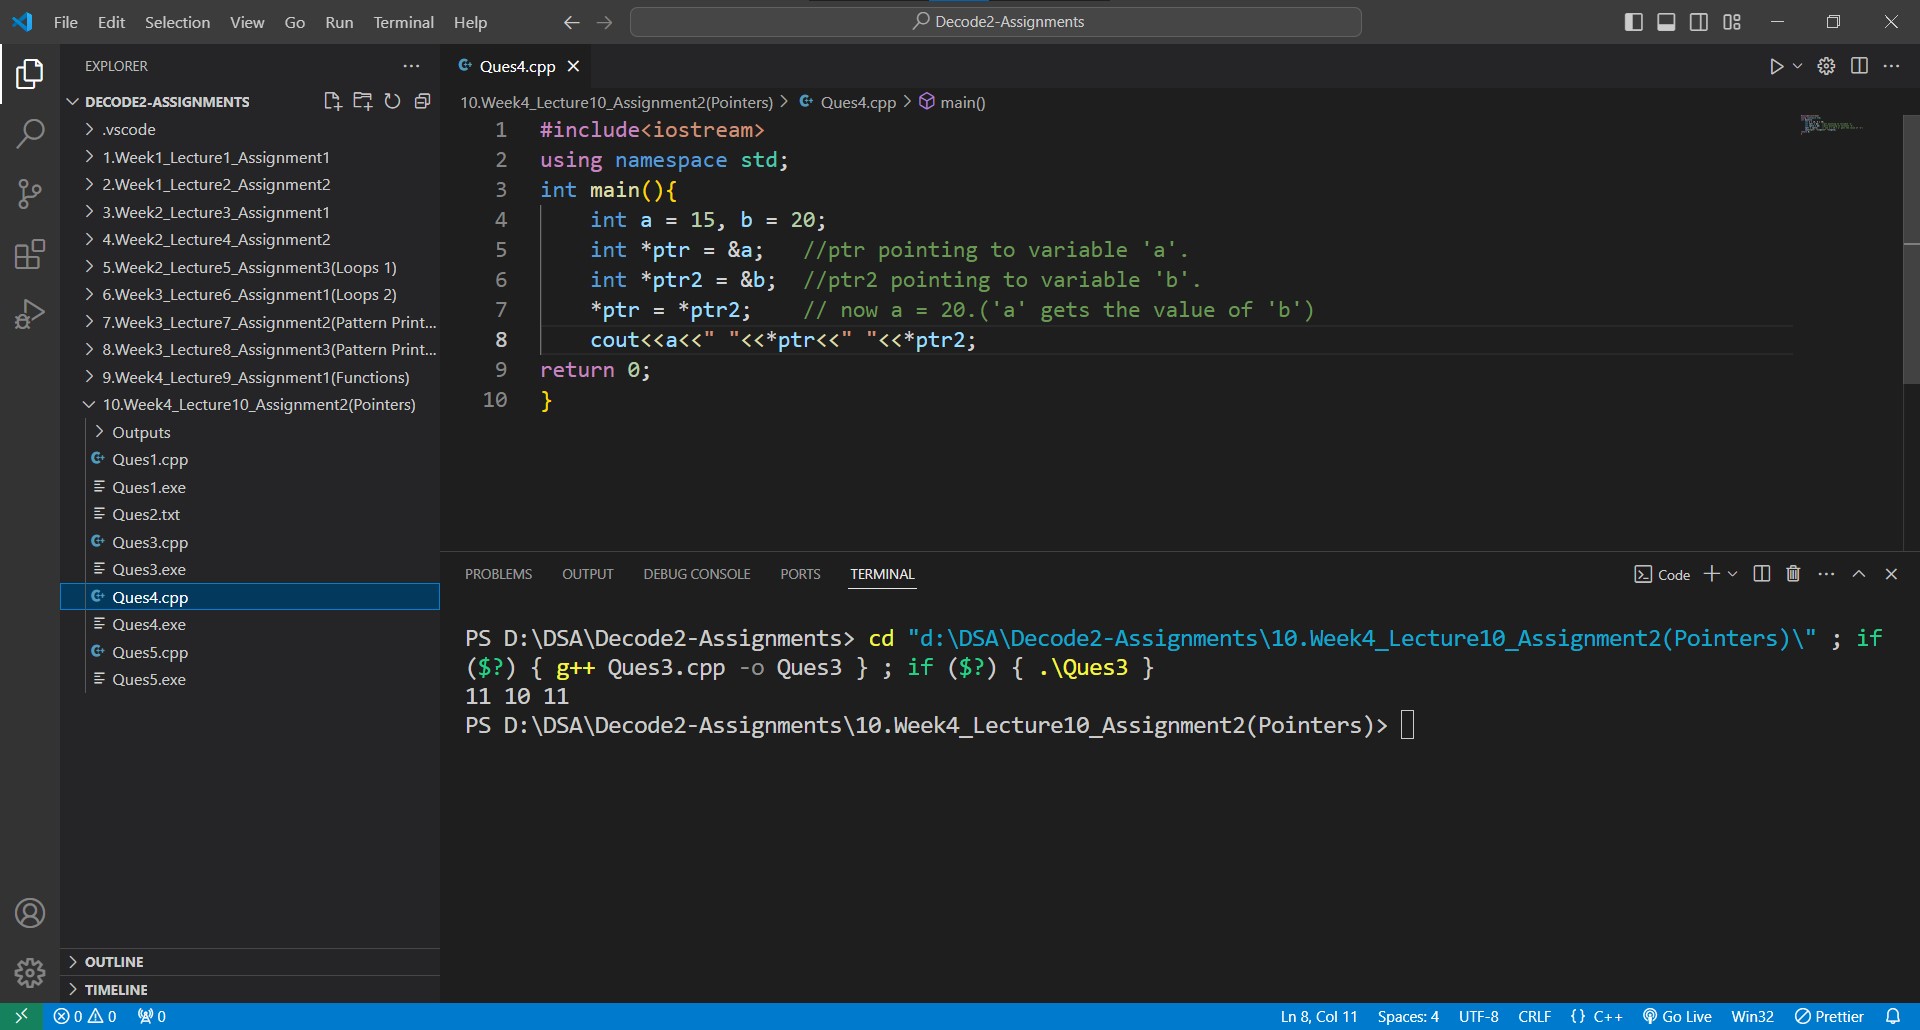 File Edit Selection View Go Run Terminal Help
Decode2-Assignments
EXPLORER
DECODE2-ASSIGNMENTS
.vscode
1.Week1_Lecture1_Assignment1
2.Week1_Lecture2_Assignment2
3.Week2_Lecture3_Assignment1
4.Week2_Lecture4_Assignment2
5.Week2_Lecture5_Assignment3(Loops 1)
6.Week3_Lecture6_Assignment1(Loops 2)
7.Week3_Lecture7_Assignment2(Pattern Print...
8.Week3_Lecture8_Assignment3(Pattern Print...
9.Week4_Lecture9_Assignment1(Functions)
10.Week4_Lecture10_Assignment2(Pointers)
Outputs
Ques1.cpp
Ques1.exe
Ques2.txt
Ques3.cpp
Ques3.exe
Ques4.cpp
Ques4.exe
Ques5.cpp
Ques5.exe
OUTLINE
TIMELINE
Ques4.cpp
10.Week4_Lecture10_Assignment2(Pointers) > Ques4.cpp > main()
1 #include<iostream>
2 using namespace std;
3 int main(){
4 int a = 15, b = 20;
5 int *ptr = &a; //ptr pointing to variable 'a'.
6 int *ptr2 = &b; //ptr2 pointing to variable 'b'.
7 *ptr = *ptr2; // now a = 20.('a' gets the value of 'b')
8 cout<<a<<" "<<*ptr<<" "<<*ptr2;
9 return 0;
10 }
PROBLEMS OUTPUT DEBUG CONSOLE PORTS TERMINAL
Code
PS D:\DSA\Decode2-Assignments> cd "d:\DSA\Decode2-Assignments\10.Week4_Lecture10_Assignment2(Pointers)\" ; if
($?) { g++ Ques3.cpp -o Ques3 } ; if ($?) { .\Ques3 }
11 10 11
PS D:\DSA\Decode2-Assignments\10.Week4_Lecture10_Assignment2(Pointers)>
0 0 0
Ln 8, Col 11 Spaces: 4 UTF-8 CRLF {} C++ Go Live Win32 Prettier